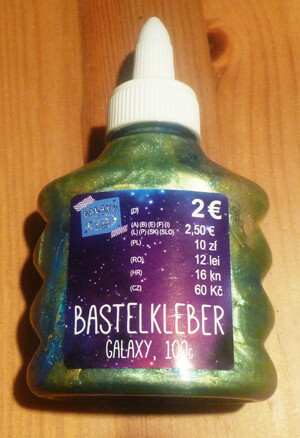 GALAXY
(D) 2 €
(A) (B) (E) (F) (I)
(L) (P) (SK) (SLO) 2,50 €
(PL) 10 zł
(RO) 12 lei
(HR) 16 kn
(CZ) 60 Kč
BASTELKLEBER
GALAXY, 100g